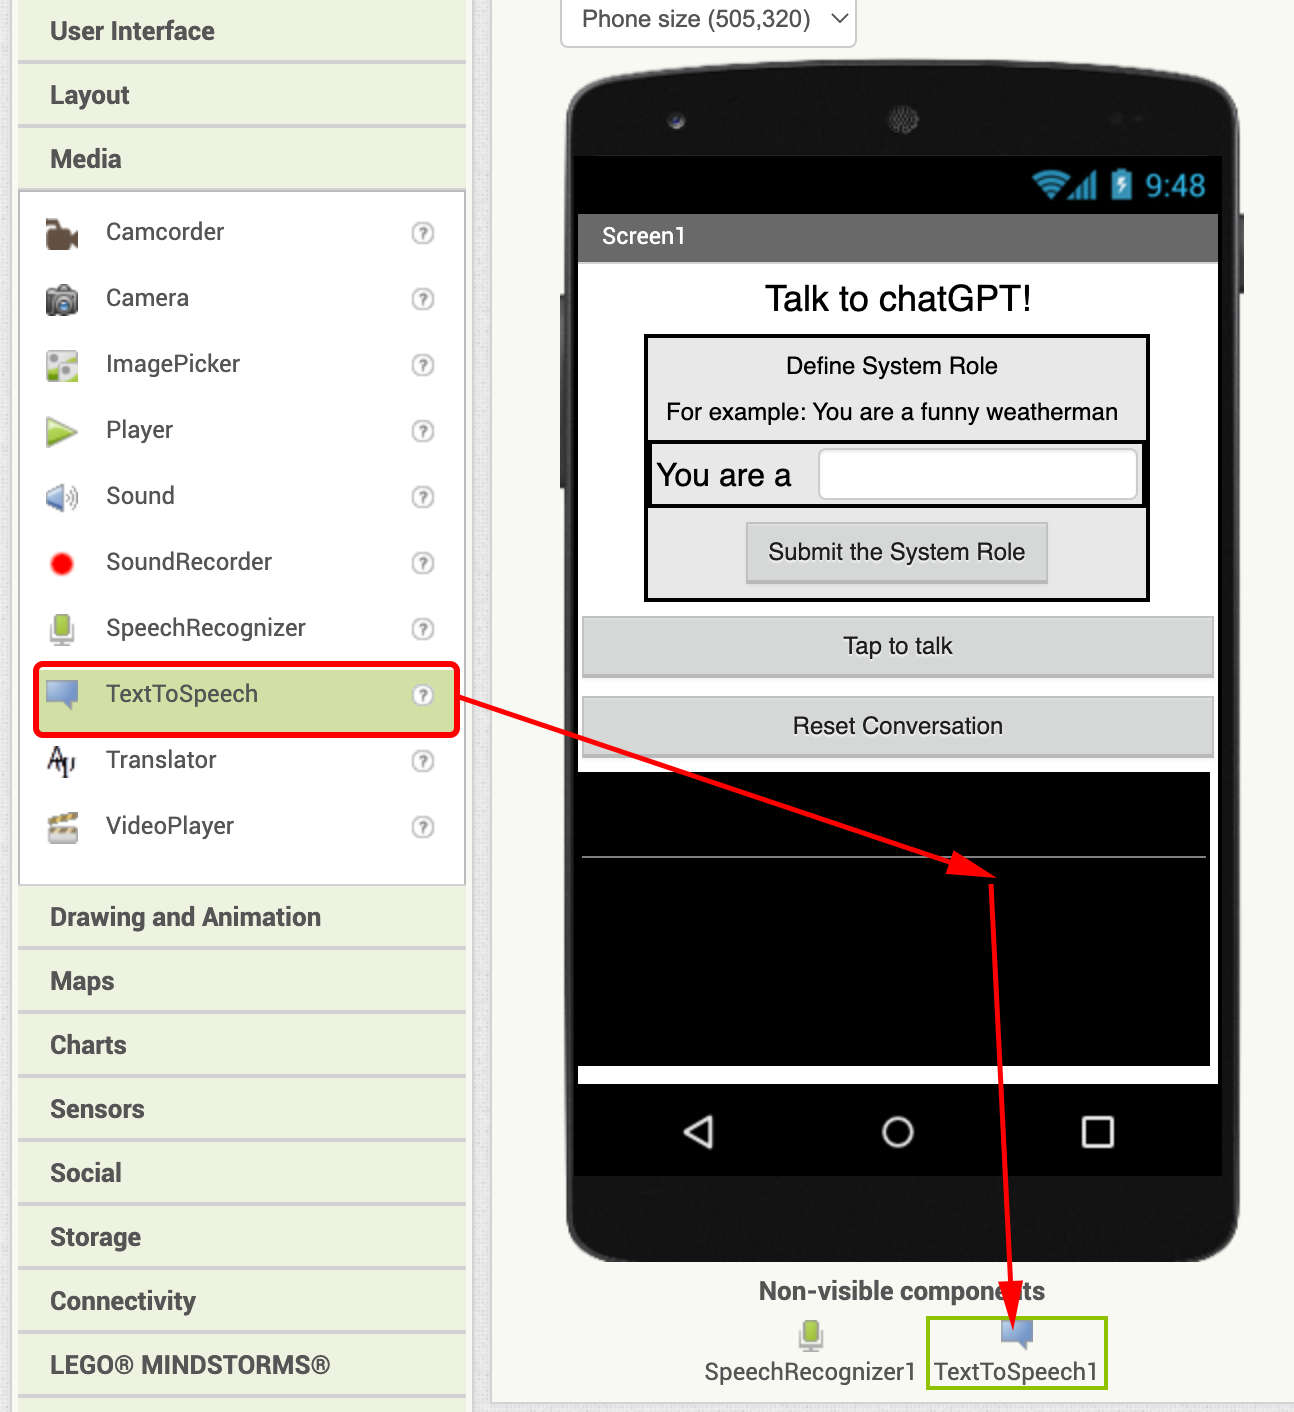 User Interface
Layout
Media
Camcorder ?
Camera ?
ImagePicker ?
Player ?
Sound ?
SoundRecorder ?
SpeechRecognizer ?
TextToSpeech ?
Translator ?
VideoPlayer ?
Drawing and Animation
Maps
Charts
Sensors
Social
Storage
Connectivity
LEGO® MINDSTORMS®
Phone size (505,320)
9:48
Screen1
Talk to chatGPT!
Define System Role
For example: You are a funny weatherman
You are a
Submit the System Role
Tap to talk
Reset Conversation
Non-visible components
SpeechRecognizer1
TextToSpeech1